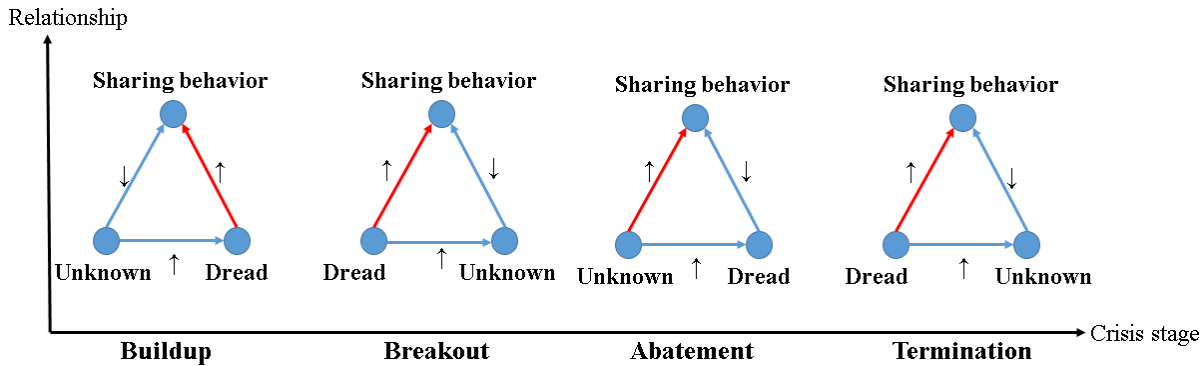 Relationship
Sharing behavior
Sharing behavior
Sharing behavior
Sharing behavior
↓
↑
↑
↓
↑
↓
↑
↓
Unknown
↑
Dread
Dread
↑
Unknown
Unknown
↑
Dread
Dread
↑
Unknown
Crisis stage
Buildup
Breakout
Abatement
Termination